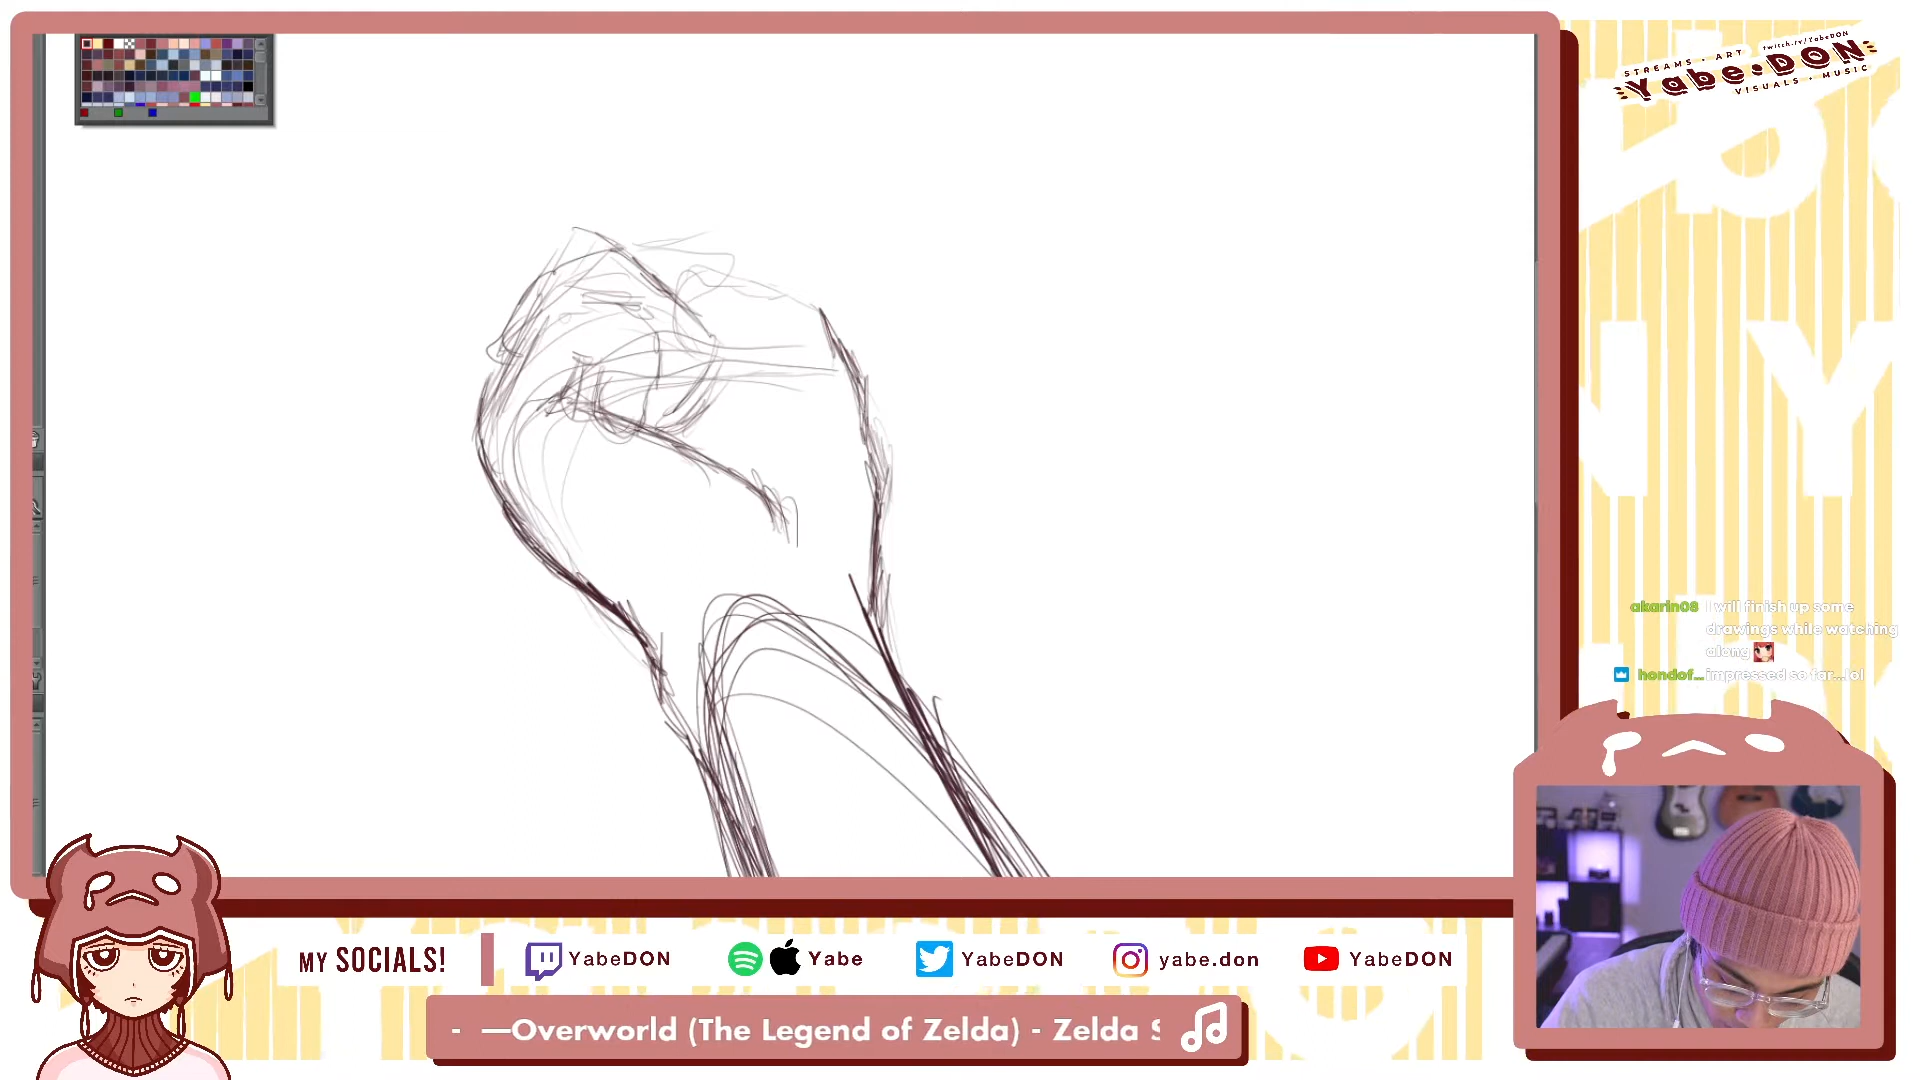 STREAMS · ART
twitch.tv/YabeDON
Yabe•DON
VISUALS • MUSIC
akarin08 I will finish up some
drawings while watching
along
hondof... impressed so far...lol
MY SOCIALS!
YabeDON
Yabe
YabeDON
yabe.don
YabeDON
- —Overworld (The Legend of Zelda) - Zelda S